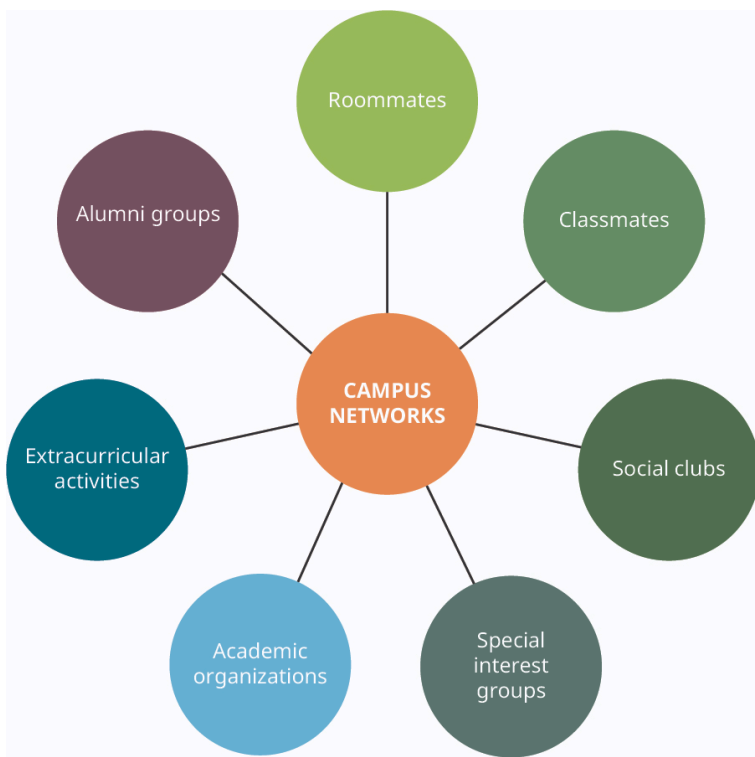 Roommates
Classmates
Social clubs
Special
interest
groups
Academic
organizations
Extracurricular
activities
Alumni groups
CAMPUS
NETWORKS